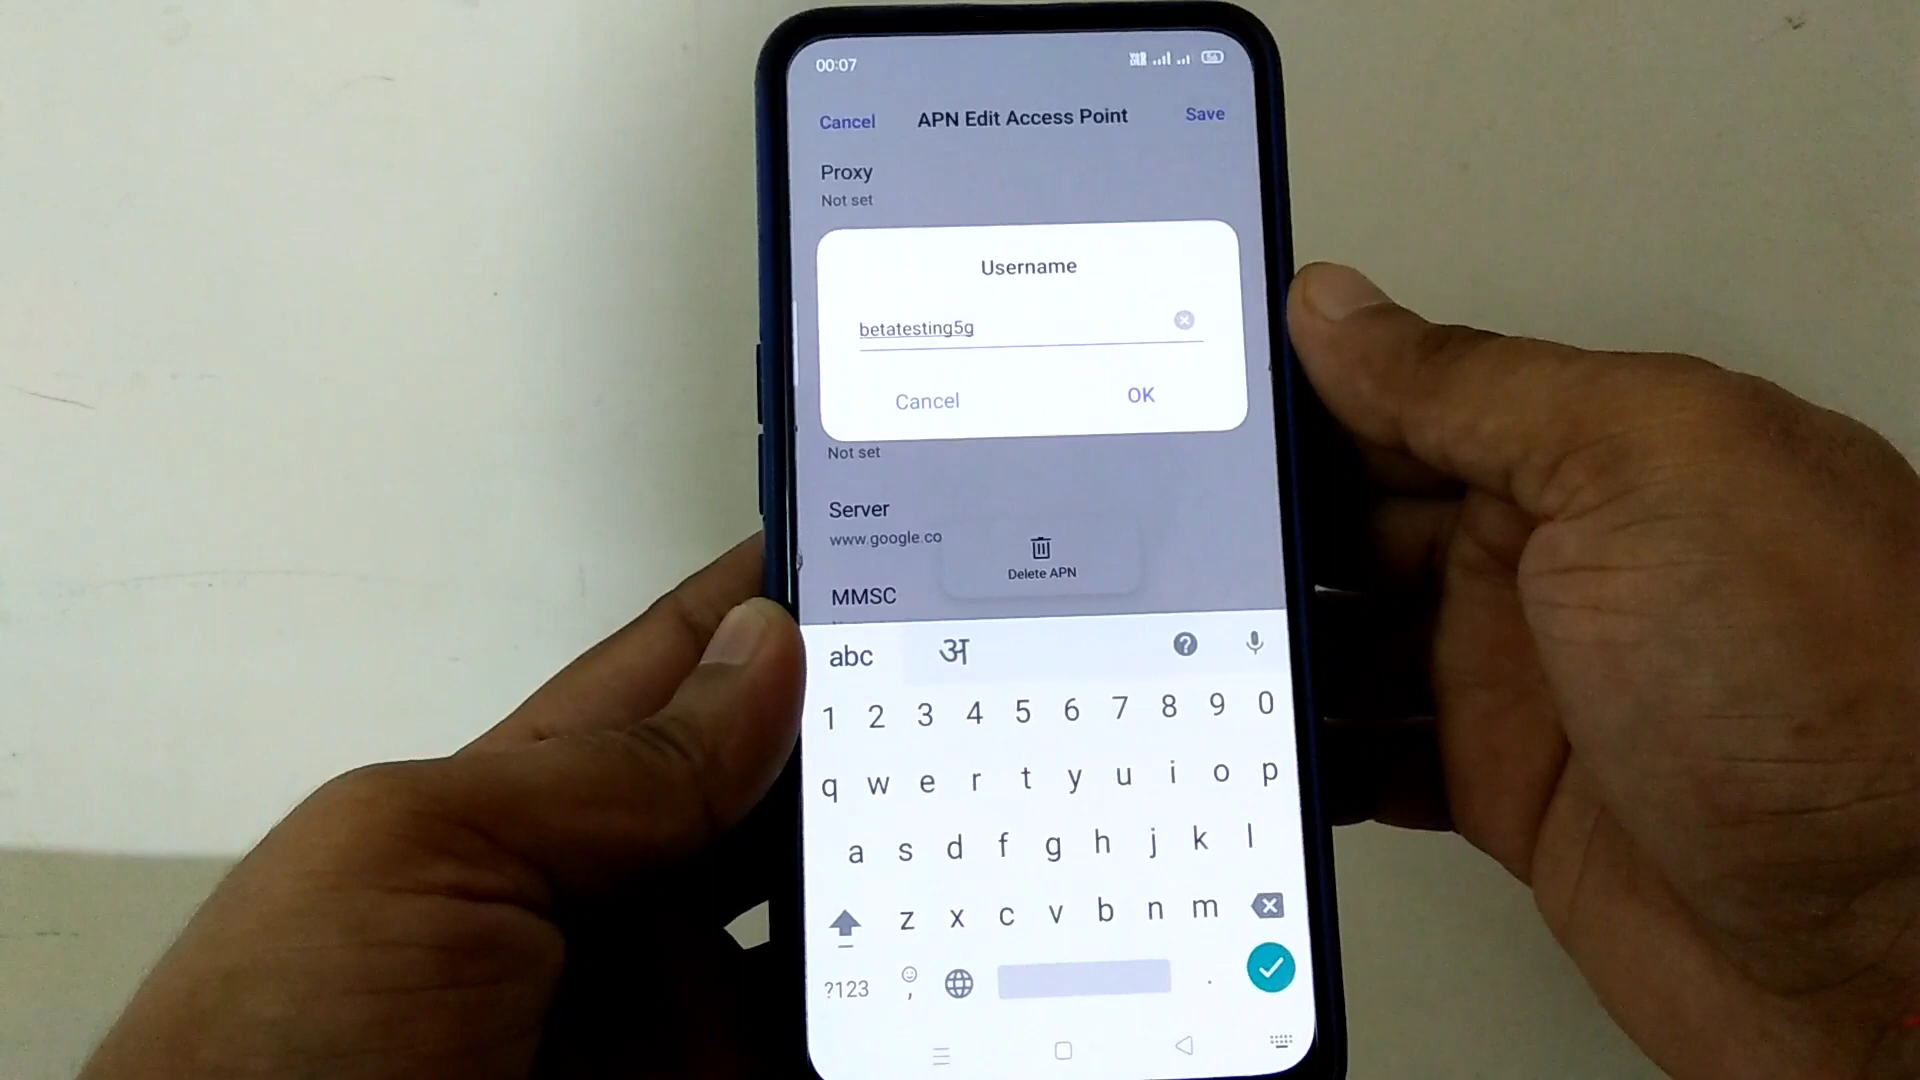 00:07
Cancel APN Edit Access Point Save
Proxy
Not set
Username
betatesting5g
Cancel OK
Not set
Server
www.google.co
Delete APN
MMSC
abc अ ?
1 2 3 4 5 6 7 8 9 0
q w e r t y u i o p
a s d f g h j k l
z x c v b n m
?123 , .